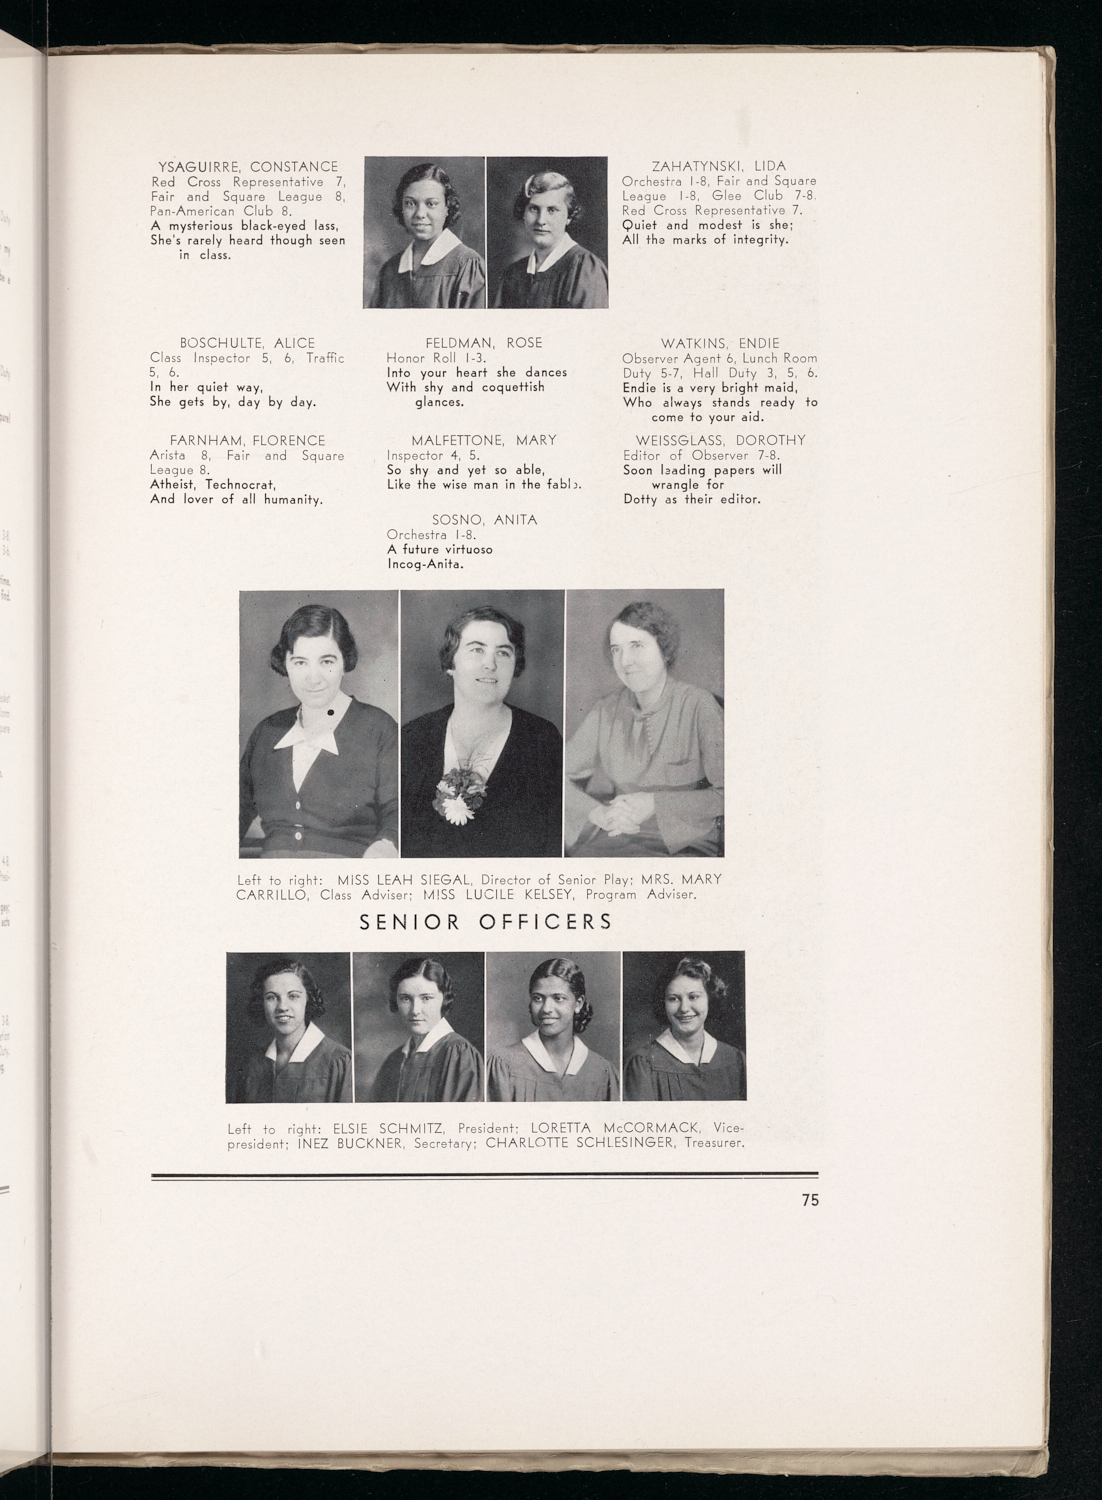 YSAGUIRRE, CONSTANCE
Red Cross Representative 7,
Fair and Square League 8,
Pan-American Club 8.
A mysterious black-eyed lass,
She's rarely heard though seen
in class.
ZAHATYNSKI, LIDA
Orchestra 1-8, Fair and Square
League 1-8, Glee Club 7-8.
Red Cross Representative 7.
Quiet and modest is she;
All the marks of integrity.
BOSCHULTE, ALICE
Class Inspector 5, 6, Traffic
5, 6.
In her quiet way,
She gets by, day by day.
FELDMAN, ROSE
Honor Roll 1-3.
Into your heart she dances
With shy and coquettish
glances.
WATKINS, ENDIE
Observer Agent 6, Lunch Room
Duty 5-7, Hall Duty 3, 5, 6.
Endie is a very bright maid,
Who always stands ready to
come to your aid.
FARNHAM, FLORENCE
Arista 8, Fair and Square
League 8.
Atheist, Technocrat,
And lover of all humanity.
MALFETTONE, MARY
Inspector 4, 5.
So shy and yet so able,
Like the wise man in the fable.
WEISSGLASS, DOROTHY
Editor of Observer 7-8.
Soon leading papers will
wrangle for
Dotty as their editor.
SOSNO, ANITA
Orchestra 1-8.
A future virtuoso
Incog-Anita.
Left to right: MISS LEAH SIEGAL, Director of Senior Play; MRS. MARY
CARRILLO, Class Adviser; MISS LUCILE KELSEY, Program Adviser.
SENIOR OFFICERS
Left to right: ELSIE SCHMITZ, President; LORETTA McCORMACK, Vice-
president; INEZ BUCKNER, Secretary; CHARLOTTE SCHLESINGER, Treasurer.
75